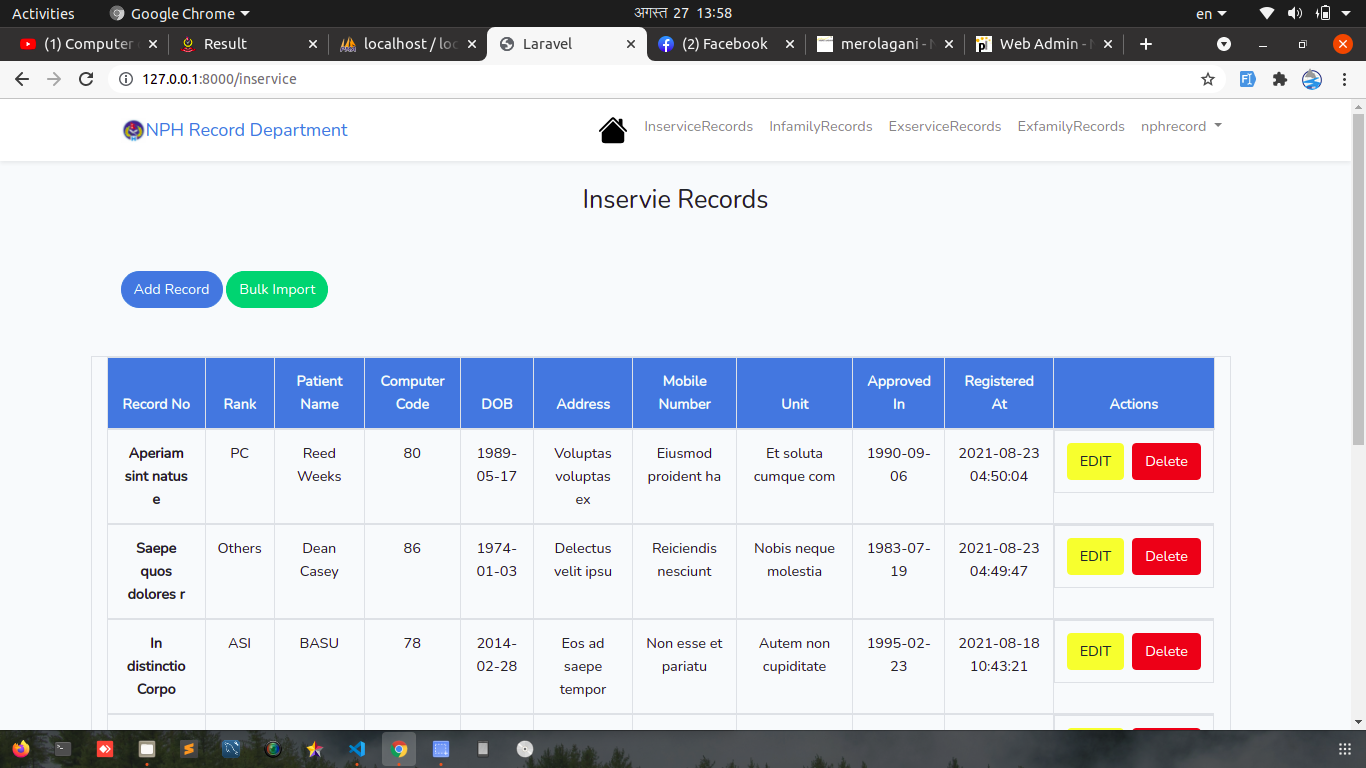 Activities
Google Chrome
अगस्त 27 13:58
en
(1) Computer
Result
localhost / loc
Laravel
(2) Facebook
merolagani - N
Web Admin - N
127.0.0.1:8000/inservice
NPH Record Department
InserviceRecords InfamilyRecords ExserviceRecords ExfamilyRecords nphrecord
Inservie Records
Add Record Bulk Import
Record No Rank Patient Name Computer Code DOB Address Mobile Number Unit Approved In Registered At Actions
Aperiam sint natus e PC Reed Weeks 80 1989-05-17 Voluptas voluptas ex Eiusmod proident ha Et soluta cumque com 1990-09-06 2021-08-23 04:50:04 EDIT Delete
Saepe quos dolores r Others Dean Casey 86 1974-01-03 Delectus velit ipsu Reiciendis nesciunt Nobis neque molestia 1983-07-19 2021-08-23 04:49:47 EDIT Delete
In distinctio Corpo ASI BASU 78 2014-02-28 Eos ad saepe tempor Non esse et pariatu Autem non cupiditate 1995-02-23 2021-08-18 10:43:21 EDIT Delete